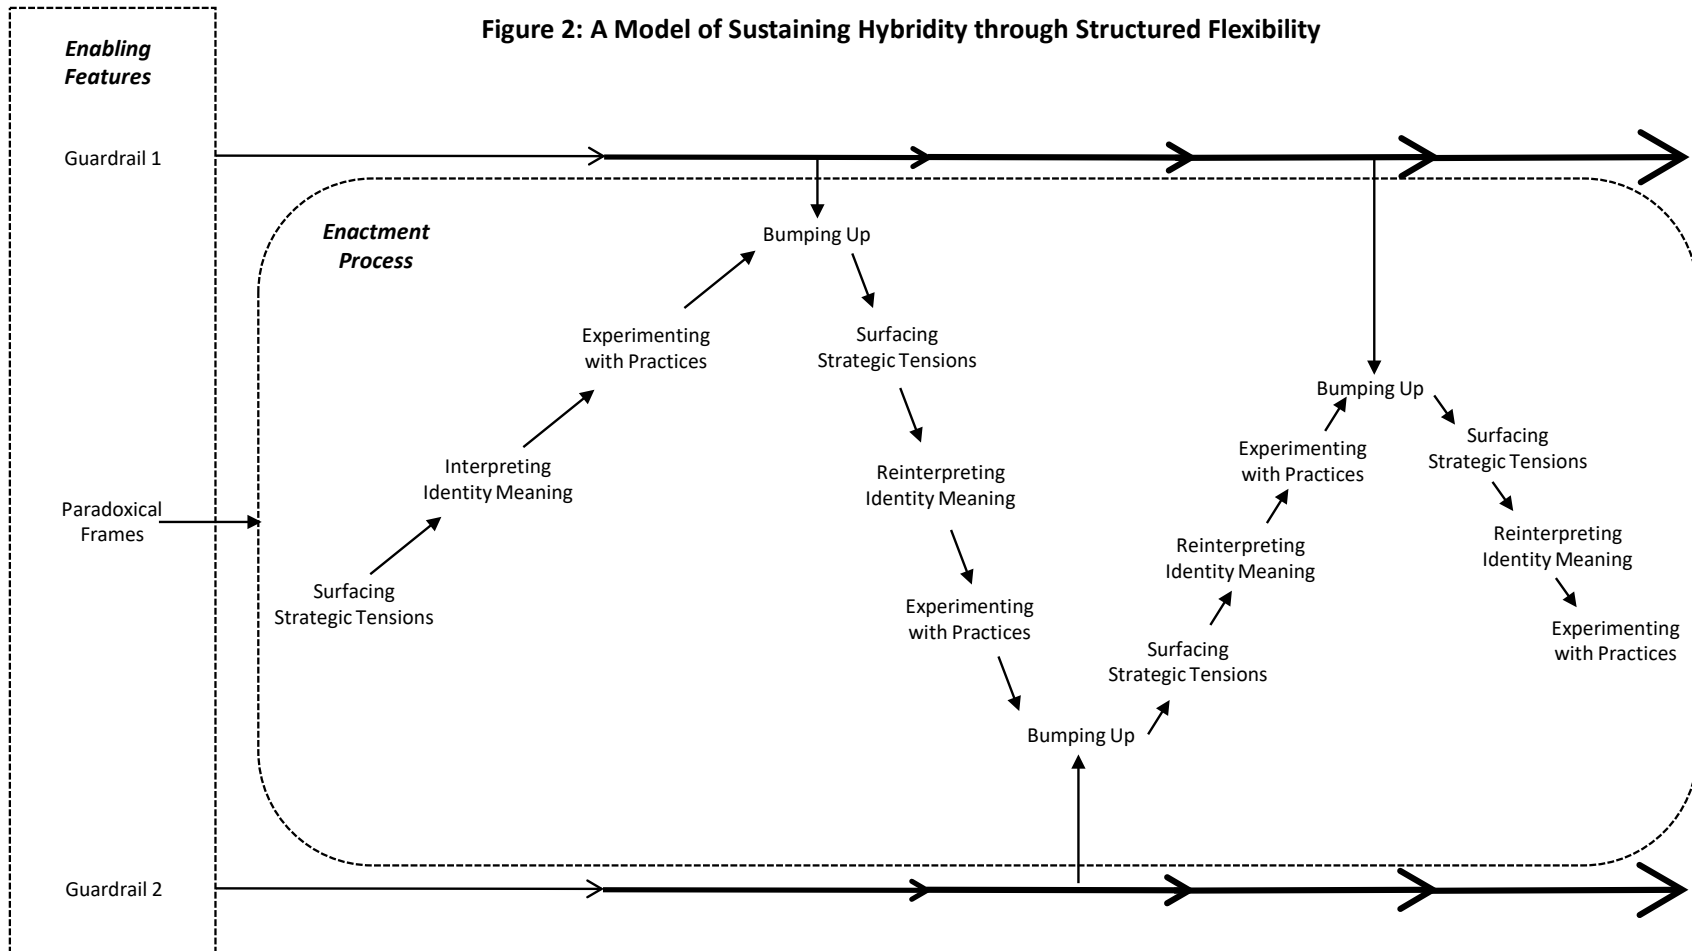 Figure 2: A Model of Sustaining Hybridity through Structured Flexibility
Enabling
Features
Guardrail 1
Paradoxical
Frames
Guardrail 2
Enactment
Process
Surfacing
Strategic Tensions
Interpreting
Identity Meaning
Experimenting
with Practices
Bumping Up
Surfacing
Strategic Tensions
Reinterpreting
Identity Meaning
Experimenting
with Practices
Bumping Up
Surfacing
Strategic Tensions
Reinterpreting
Identity Meaning
Experimenting
with Practices
Bumping Up
Surfacing
Strategic Tensions
Reinterpreting
Identity Meaning
Experimenting
with Practices